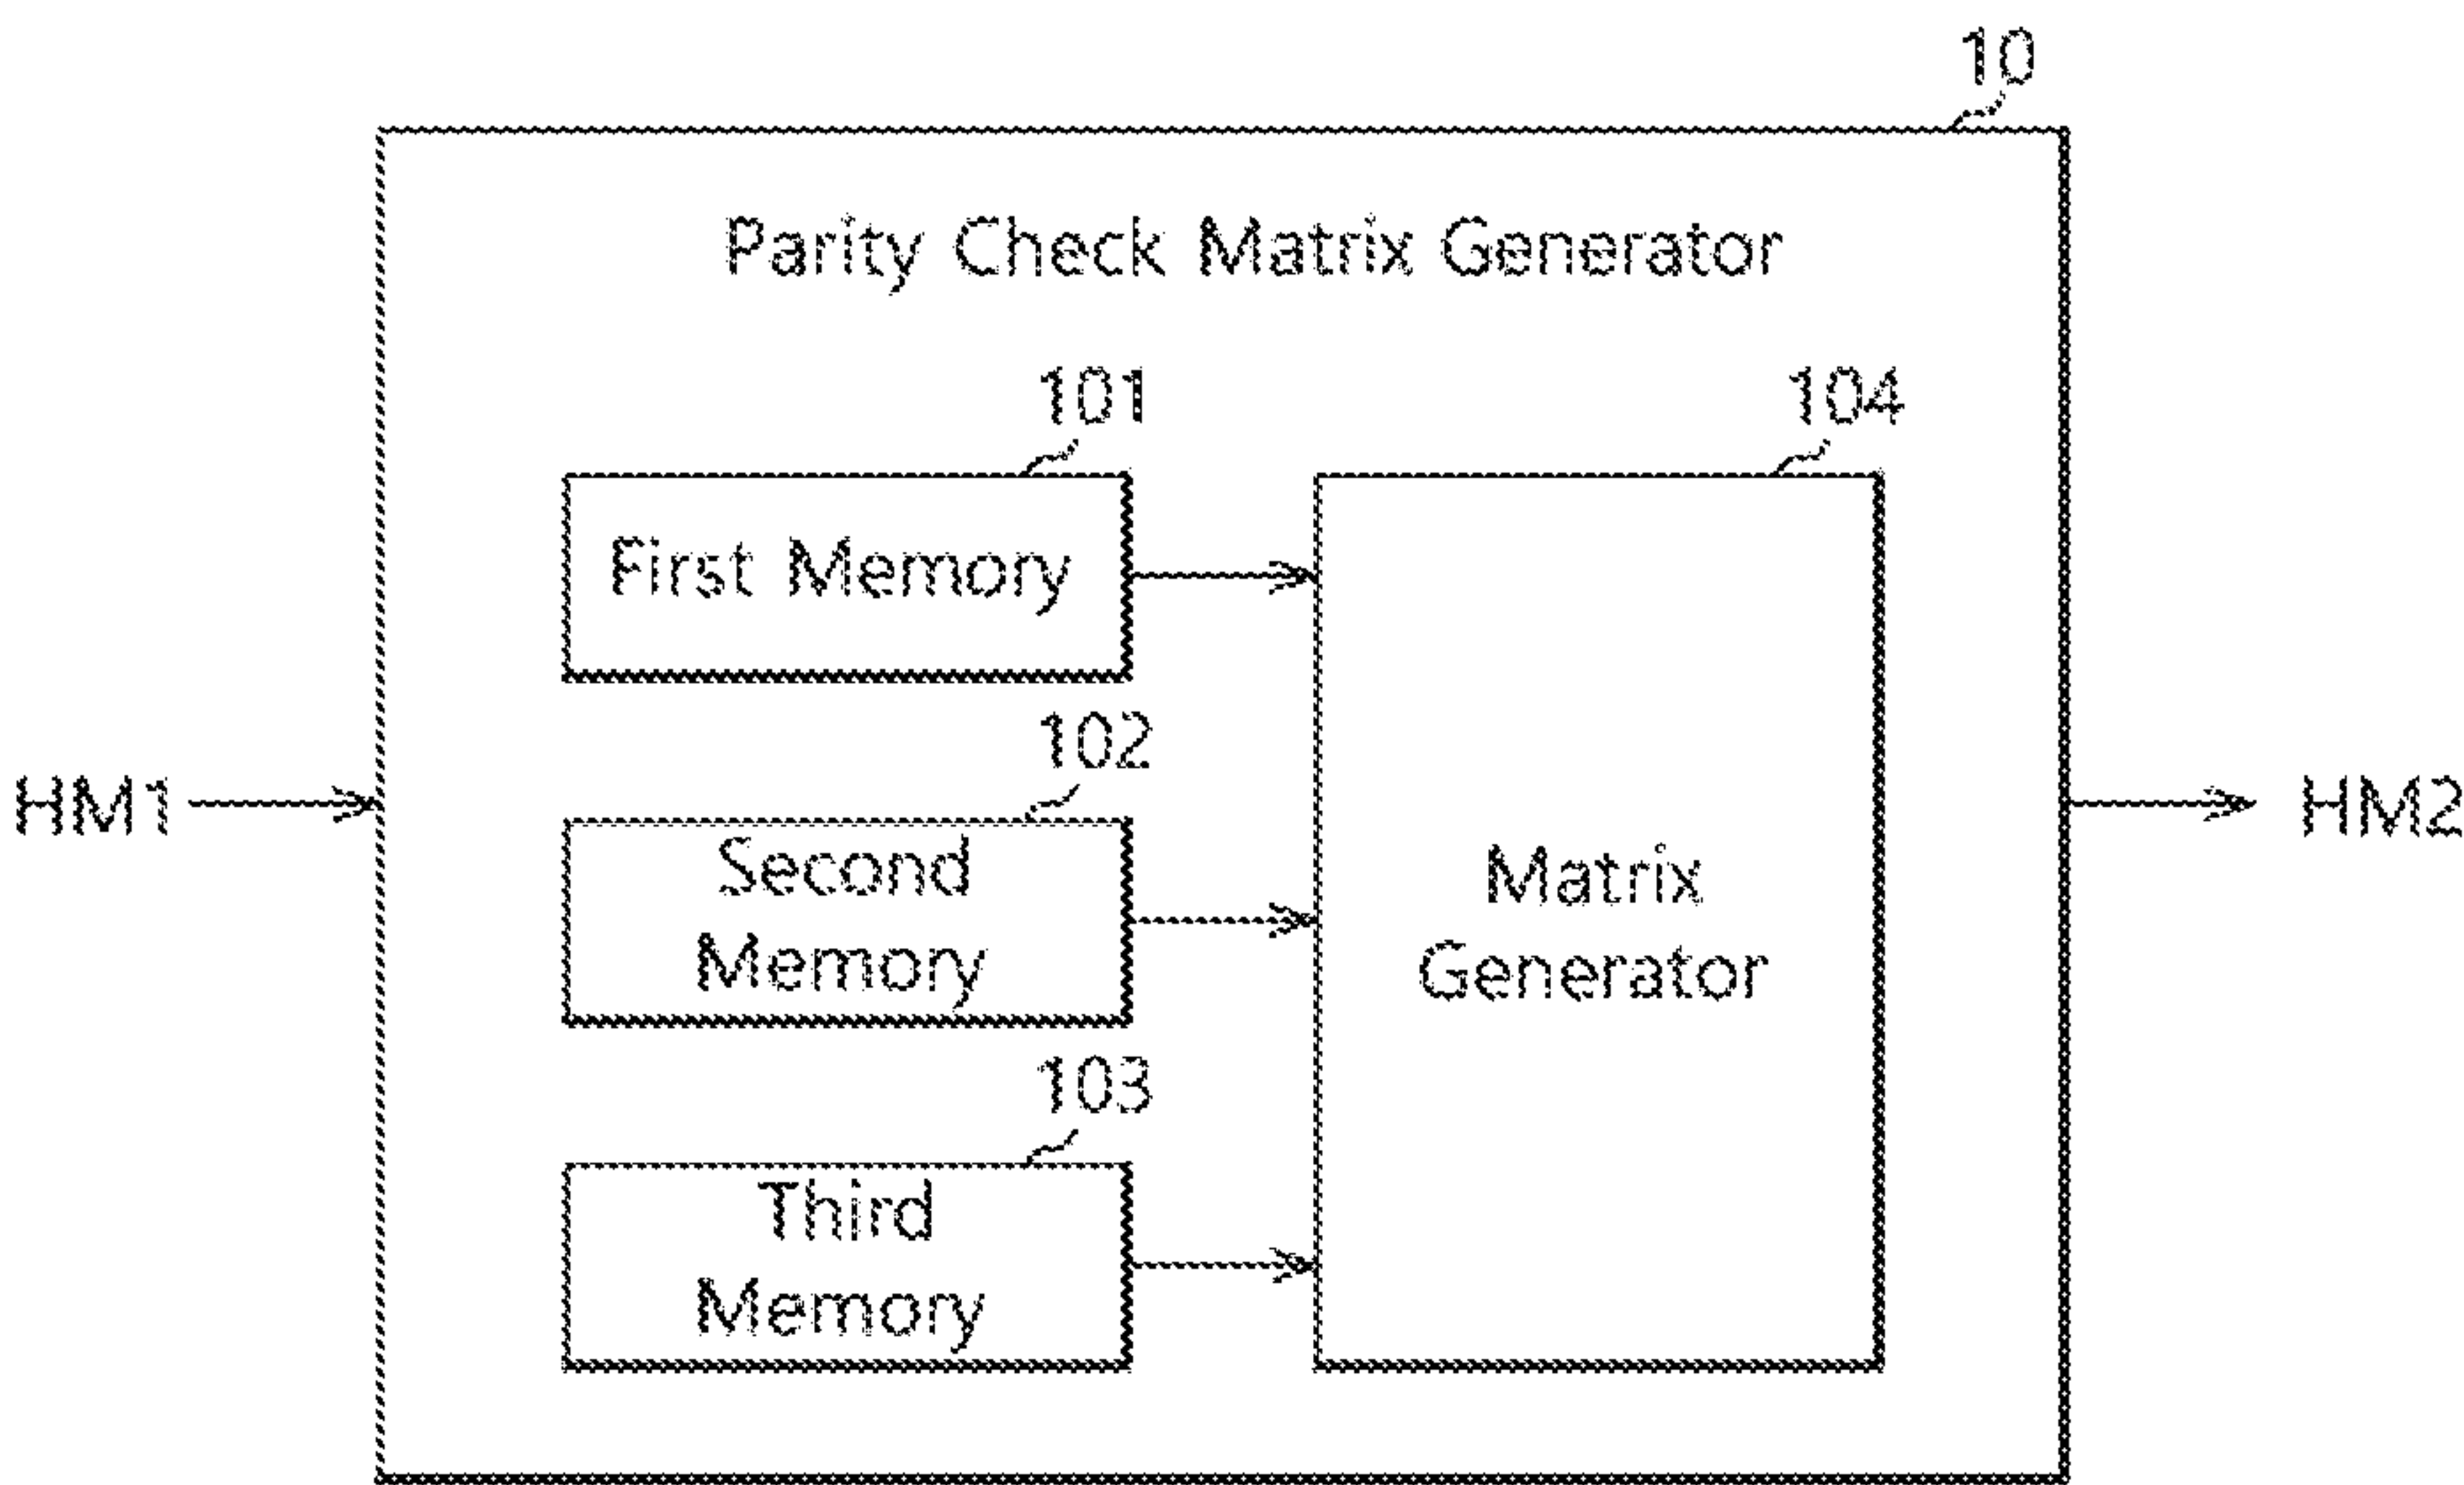 10
Parity Check Matrix Generator
101
104
First Memory
102
HM1
HM2
Second
Memory
Matrix
Generator
103
Third
Memory